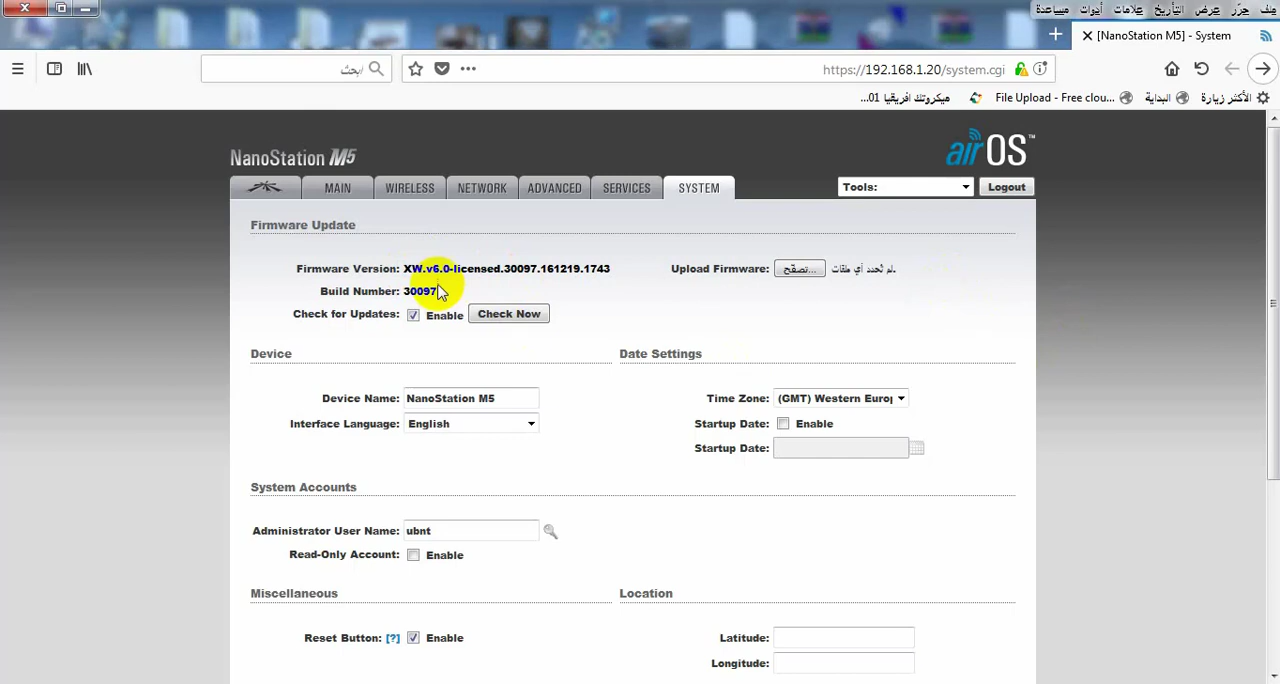 ملف تحرّر عرض التأريخ علامات أدوات مساعدة
[NanoStation M5] - System
https://192.168.1.20/system.cgi
ابحث
الأكثر زيارة
البداية
File Upload - Free clou...
ميكروتك افريقيا 01...
NanoStation M5
airOS™
MAIN WIRELESS NETWORK ADVANCED SERVICES SYSTEM
Tools: Logout
Firmware Update
Firmware Version: XW.v6.0-licensed.30097.161219.1743
Upload Firmware: تصفّح... لم تُحدد أي ملفات.
Build Number: 30097
Check for Updates: Enable Check Now
Device
Date Settings
Device Name: NanoStation M5
Time Zone: (GMT) Western Europ
Interface Language: English
Startup Date: Enable
Startup Date:
System Accounts
Administrator User Name: ubnt
Read-Only Account: Enable
Miscellaneous
Location
Reset Button: [?] Enable
Latitude:
Longitude: